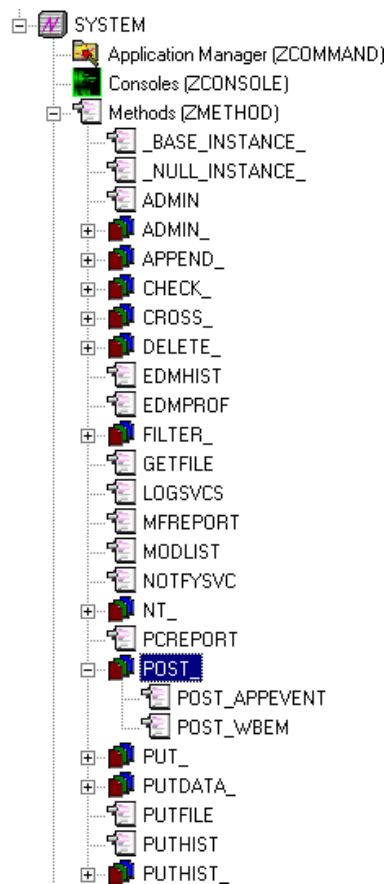 SYSTEM
Application Manager (ZCOMMAND)
Consoles (ZCONSOLE)
Methods (ZMETHOD)
_BASE_INSTANCE_
_NULL_INSTANCE_
ADMIN
ADMIN_
APPEND_
CHECK_
CROSS_
DELETE_
EDMHIST
EDMPROF
FILTER_
GETFILE
LOGSVCS
MFREPORT
MODLIST
NOTFYSVC
NT_
PCREPORT
POST_
POST_APPEVENT
POST_WBEM
PUT_
PUTDATA_
PUTFILE
PUTHIST
PUTHIST_